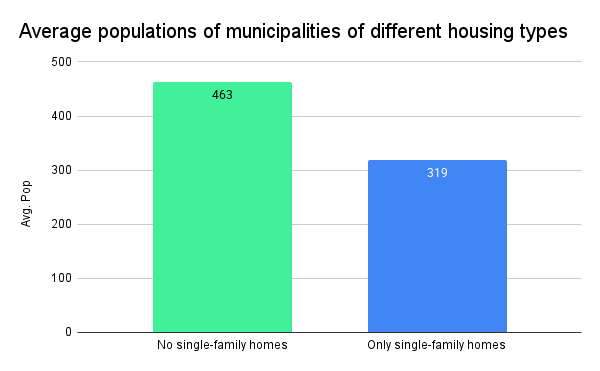 Average populations of municipalities of different housing types
Avg. Pop
500
400
300
200
100
0
463
319
No single-family homes
Only single-family homes